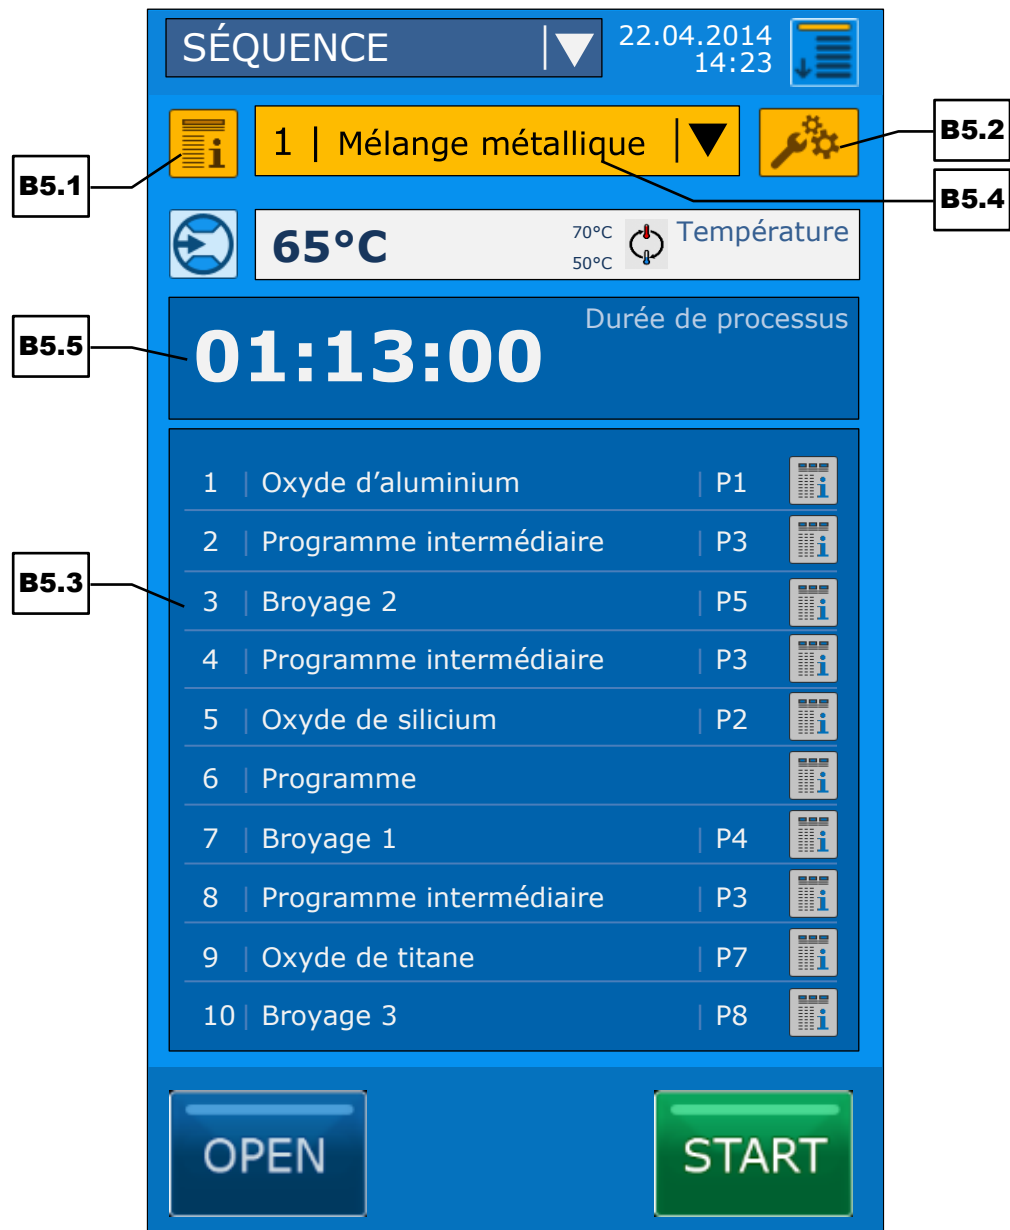 SÉQUENCE
22.04.2014
14:23
1 | Mélange métallique
B5.2
B5.1
B5.4
65°C
70°C
50°C
Température
B5.5
Durée de processus
01:13:00
1 | Oxyde d’aluminium | P1
2 | Programme intermédiaire | P3
B5.3
3 | Broyage 2 | P5
4 | Programme intermédiaire | P3
5 | Oxyde de silicium | P2
6 | Programme
7 | Broyage 1 | P4
8 | Programme intermédiaire | P3
9 | Oxyde de titane | P7
10 | Broyage 3 | P8
OPEN
START